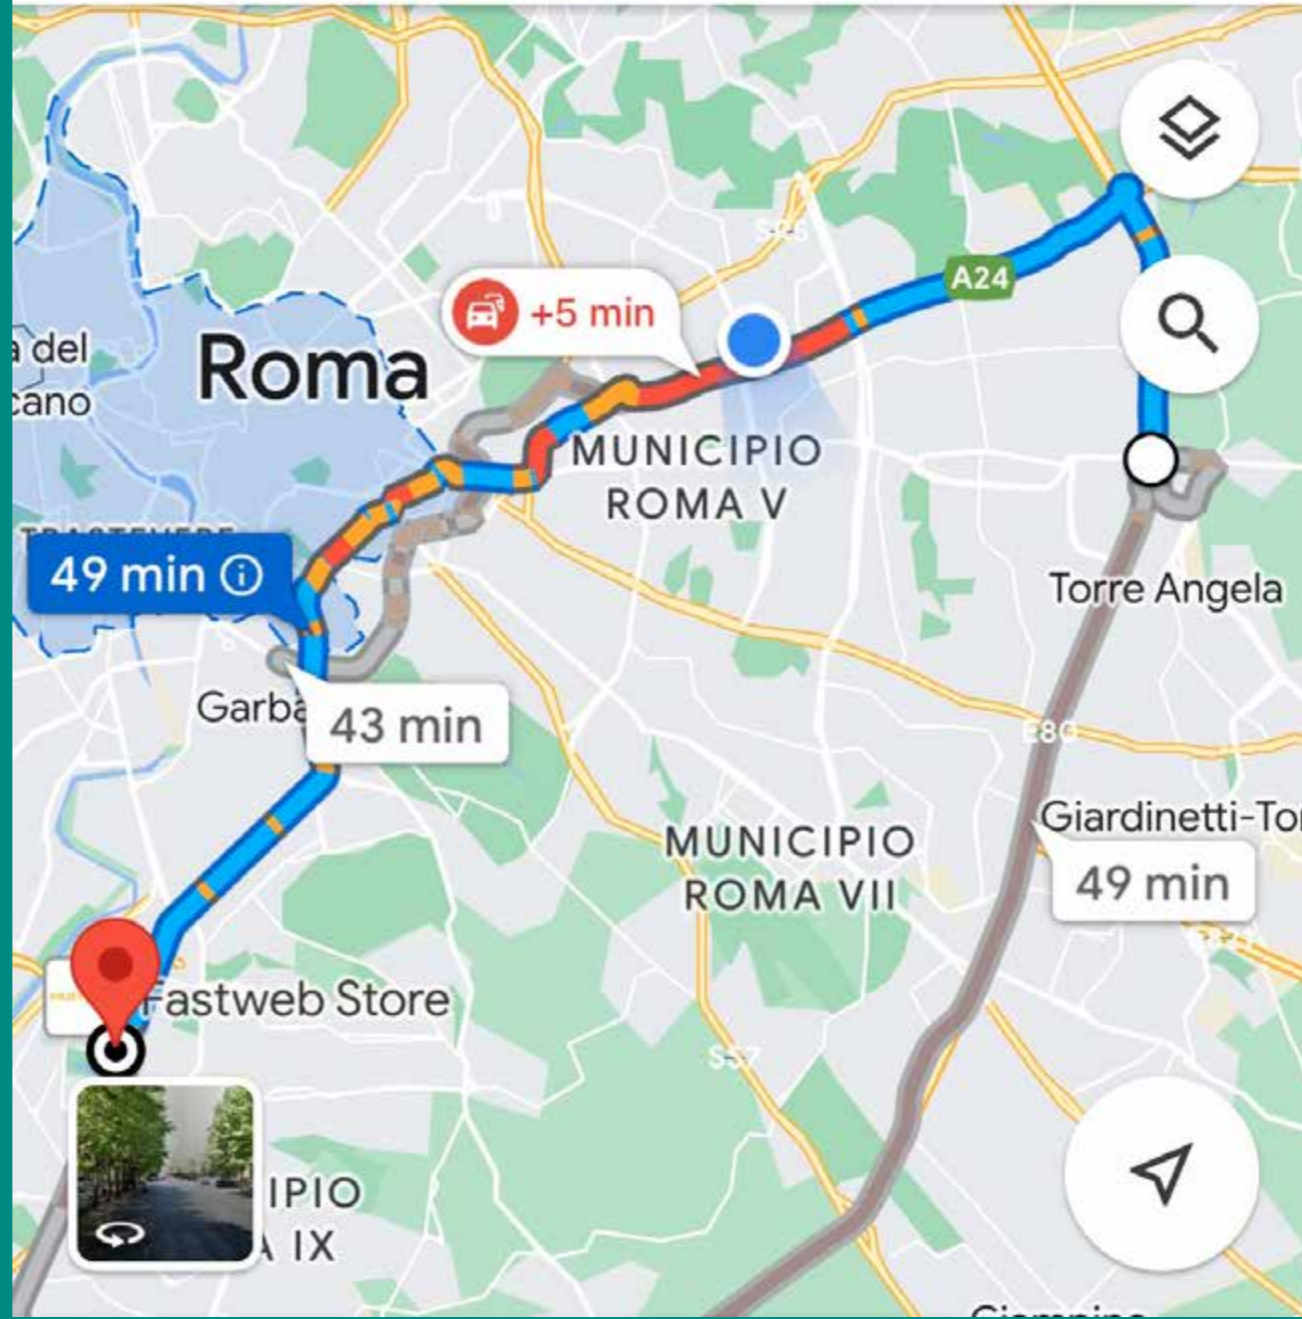 A24
+5 min
Roma
a del
cano
MUNICIPIO
ROMA V
49 min
Torre Angela
Garba
43 min
E80
Giardinetti-Tor
MUNICIPIO
ROMA VII
49 min
Fastweb Store
IPIO
A IX